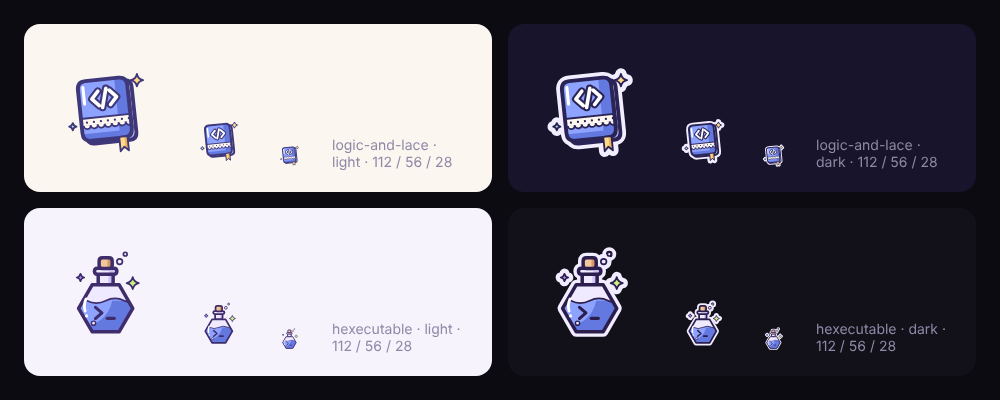 logic-and-lace ·
light · 112 / 56 / 28
logic-and-lace ·
dark · 112 / 56 / 28
hexecutable · light ·
112 / 56 / 28
hexecutable · dark ·
112 / 56 / 28